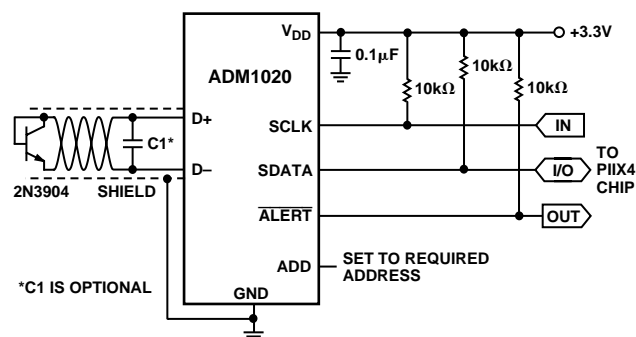 V_DD
+3.3V
0.1μF
ADM1020
10kΩ
10kΩ
10kΩ
D+
C1*
SCLK
IN
D–
SDATA
I/O
TO
PIIX4
CHIP
2N3904
SHIELD
ALERT
OUT
ADD
SET TO REQUIRED
ADDRESS
*C1 IS OPTIONAL
GND